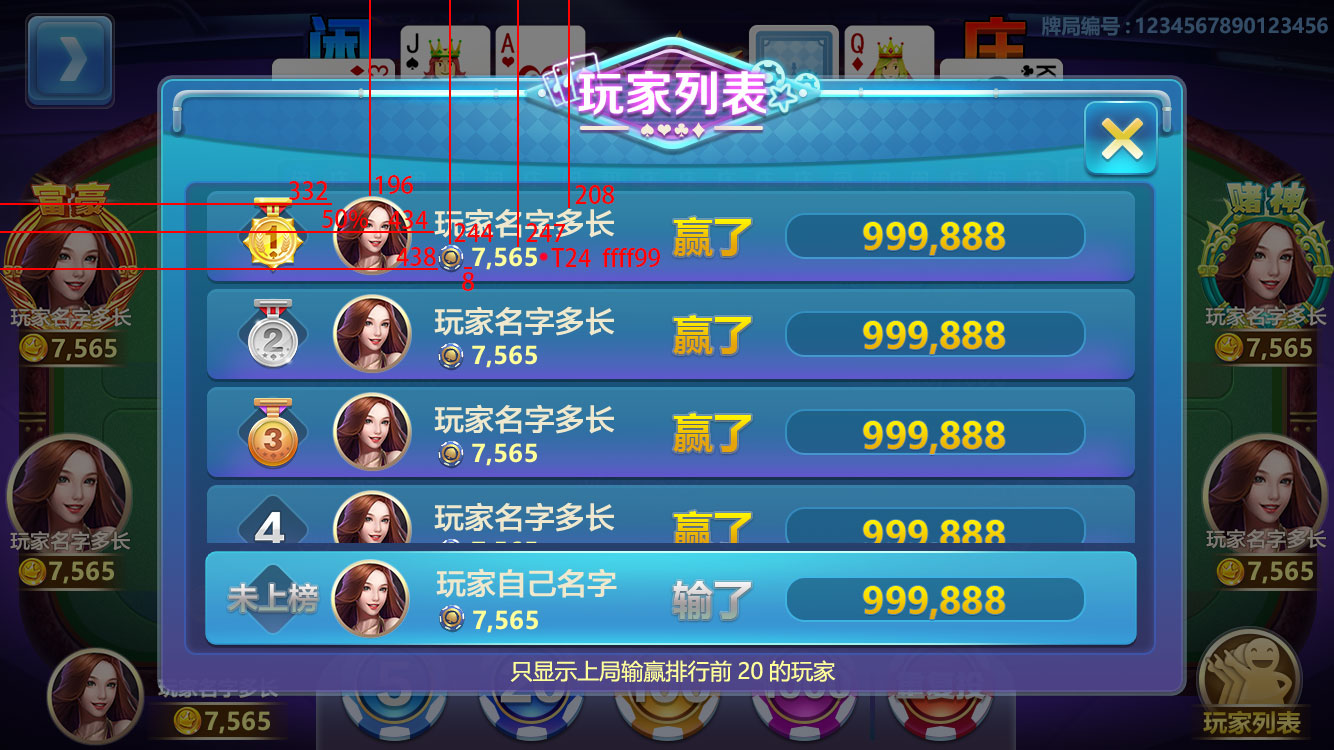 闲
庄
牌局编号:1234567890123456
J
A
Q
K
玩家列表
富豪
玩家名字多长
7,565
玩家名字多长
7,565
玩家名字多长
7,565
赌神
玩家名字多长
7,565
玩家名字多长
7,565
玩家列表
332
196
208
50%
434
244
247
438
8
T24 ffff99
1
玩家名字多长
7,565
赢了
999,888
2
玩家名字多长
7,565
赢了
999,888
3
玩家名字多长
7,565
赢了
999,888
4
玩家名字多长
赢了
999,888
未上榜
玩家自己名字
7,565
输了
999,888
只显示上局输赢排行前 20 的玩家
5
20
100
1000